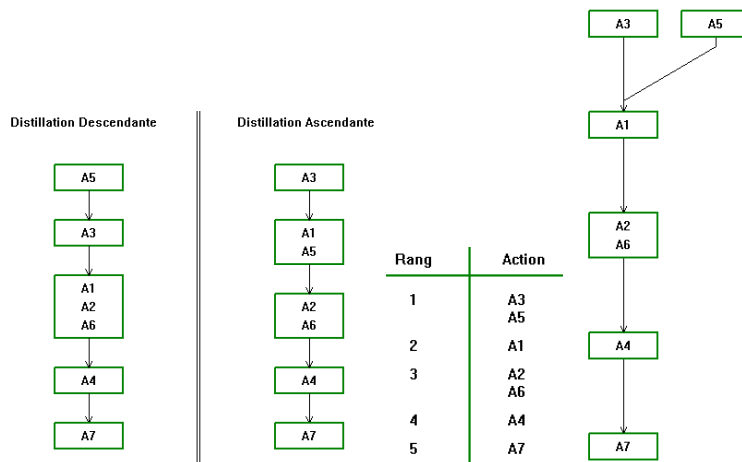 Distillation Descendante
A5
A3
A1
A2
A6
A4
A7
Distillation Ascendante
A3
A1
A5
A2
A6
A4
A7
Rang Action
1 A3
A5
2 A1
3 A2
A6
4 A4
5 A7
A3 A5
A1
A2
A6
A4
A7